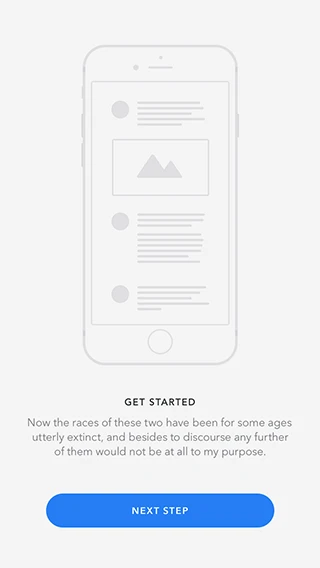 GET STARTED
Now the races of these two have been for some ages
utterly extinct, and besides to discourse any further
of them would not be at all to my purpose.
NEXT STEP